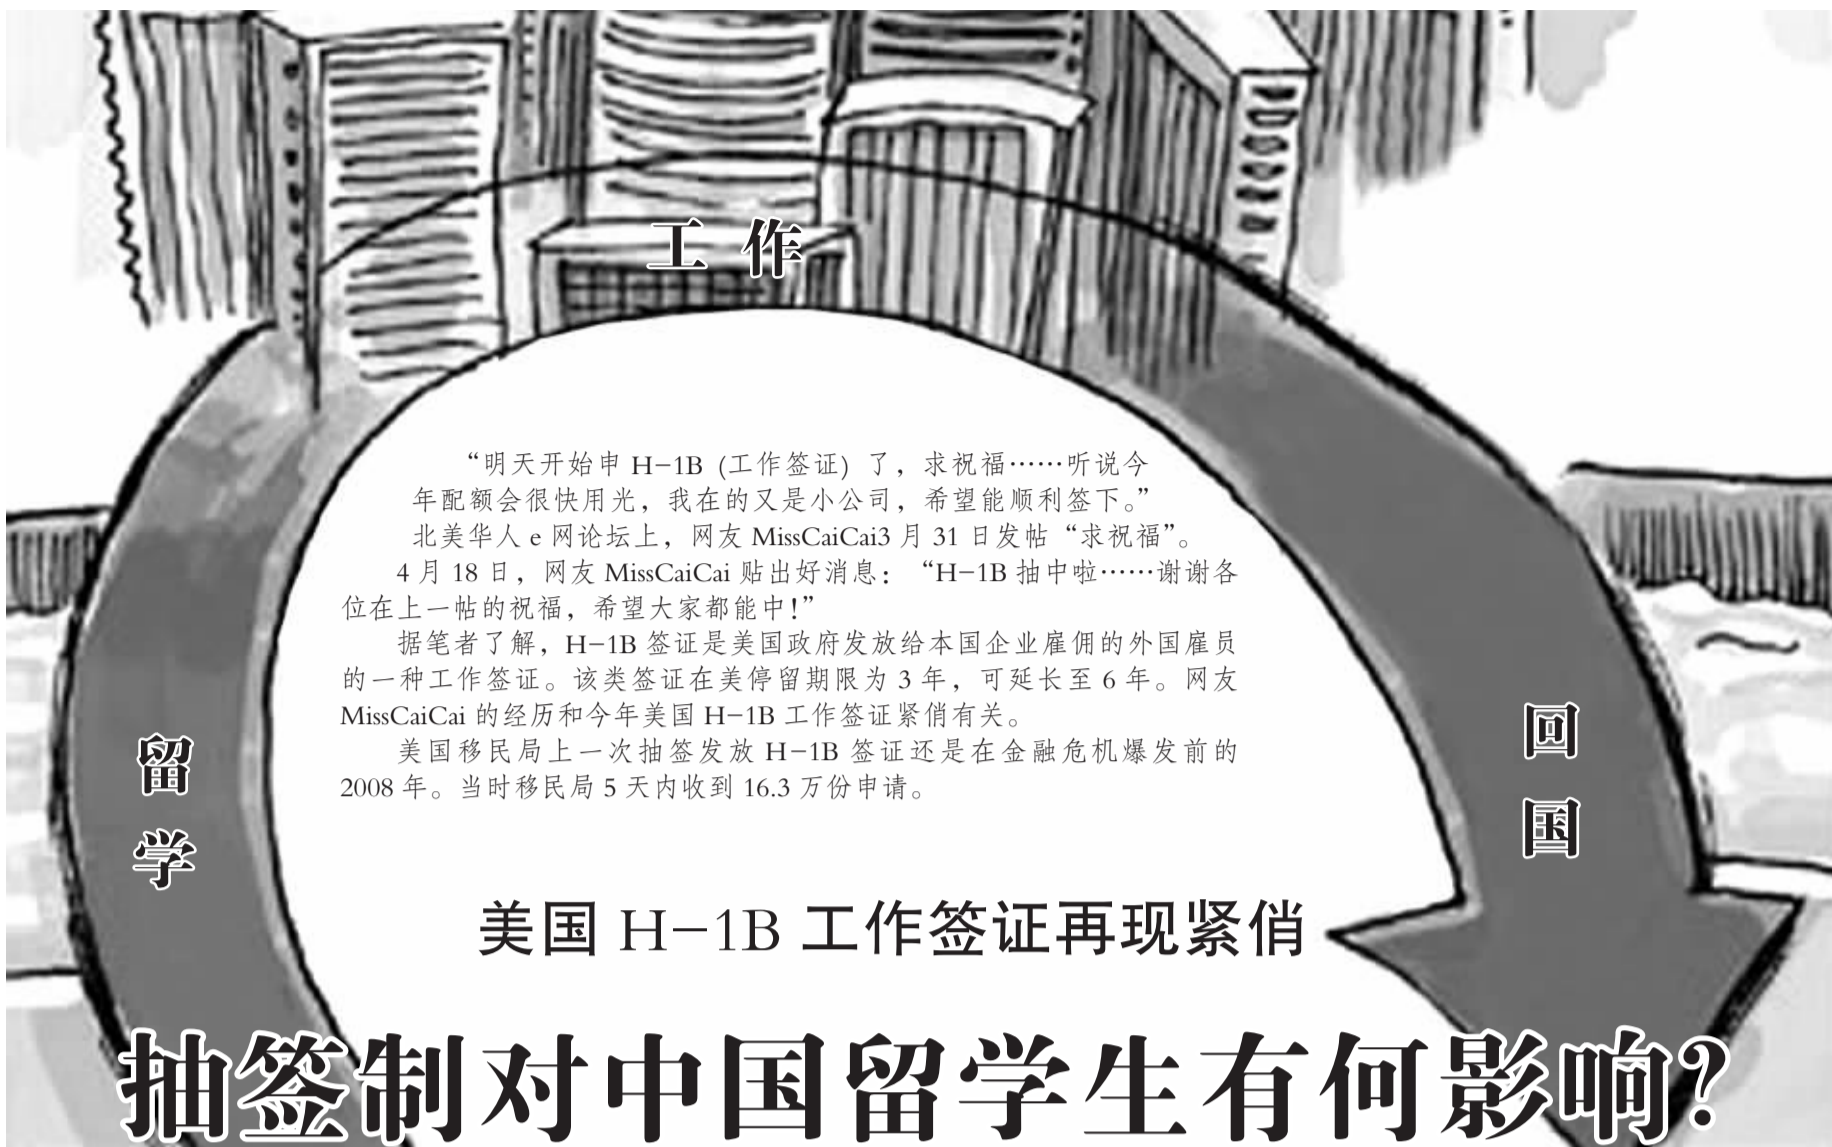 工作
“明天开始申 H-1B (工作签证) 了，求祝福……听说今
年配额会很快用光，我在的又是小公司，希望能顺利签下。”
北美华人 e 网论坛上，网友 MissCaiCai3 月 31 日发帖“求祝福”。
4 月 18 日，网友 MissCaiCai 贴出好消息：“H-1B 抽中啦……谢谢各
位在上一帖的祝福，希望大家都能中！”
据笔者了解，H-1B 签证是美国政府发放给本国企业雇佣的外国雇员
的一种工作签证。该类签证在美停留期限为 3 年，可延长至 6 年。网友
MissCaiCai 的经历和今年美国 H-1B 工作签证紧俏有关。
美国移民局上一次抽签发放 H-1B 签证还是在金融危机爆发前的
2008 年。当时移民局 5 天内收到 16.3 万份申请。
留学
回国
美国 H-1B 工作签证再现紧俏
抽签制对中国留学生有何影响？